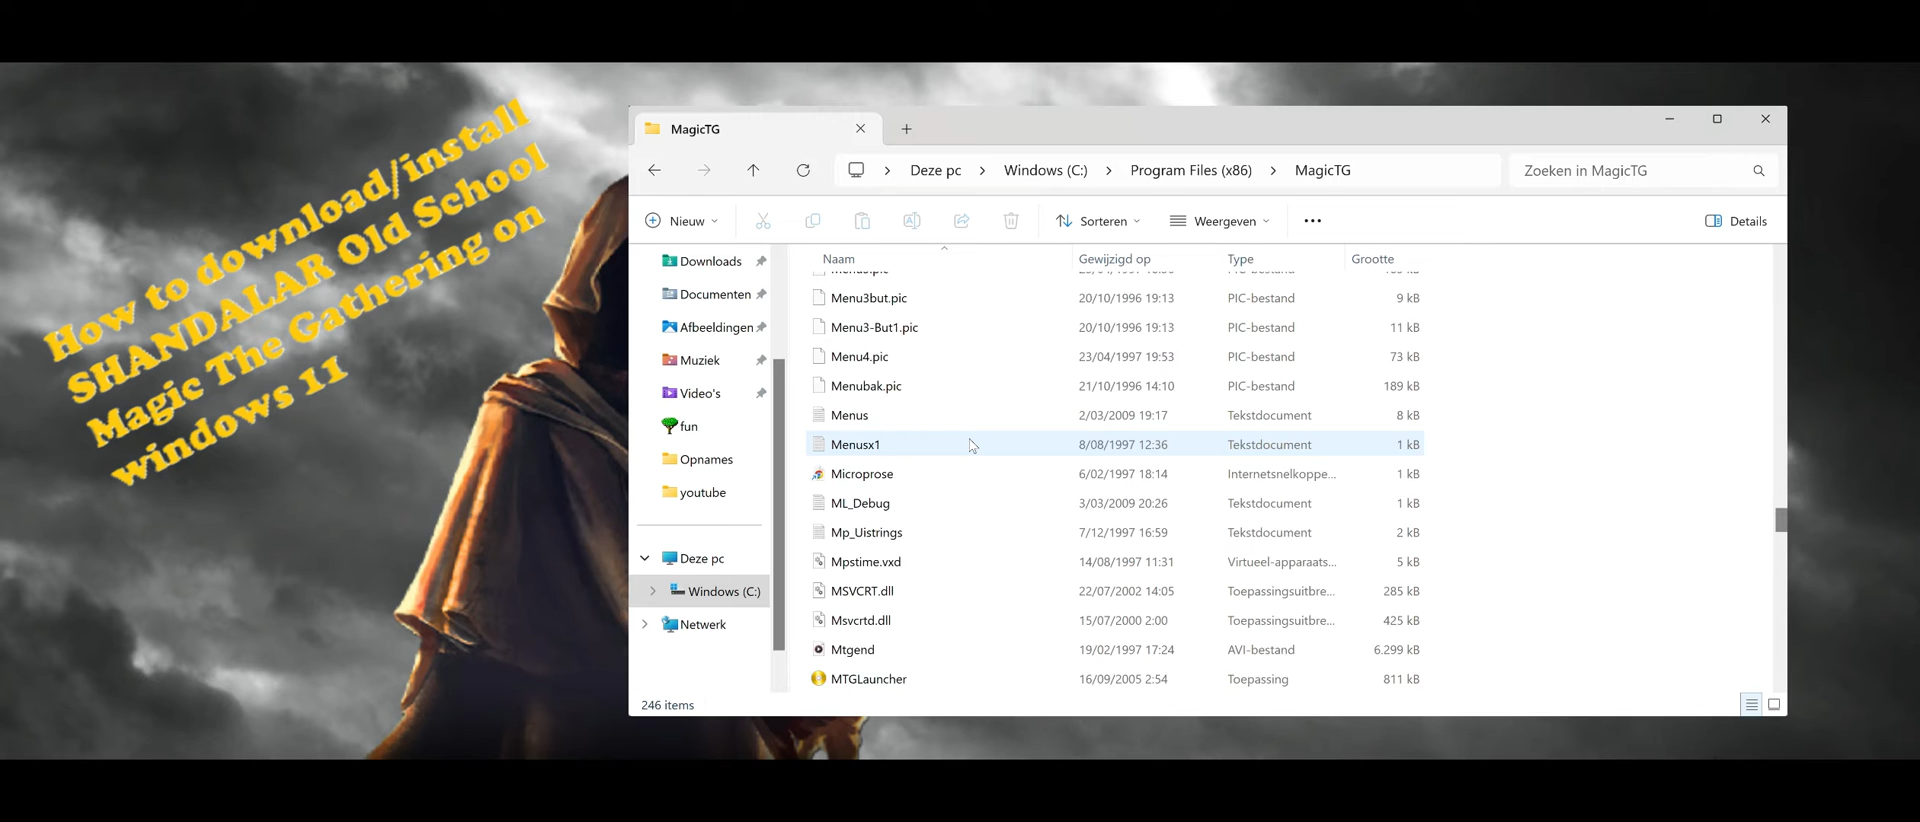 How to download/install
SHANDALAR Old School
Magic The Gathering on
windows 11
MagicTG
Deze pc
Windows (C:)
Program Files (x86)
MagicTG
Zoeken in MagicTG
Nieuw
Sorteren
Weergeven
Details
Downloads
Documenten
Afbeeldingen
Muziek
Video's
fun
Opnames
youtube
Deze pc
Windows (C:)
Netwerk
Naam Gewijzigd op Type Grootte
Menu3but.pic 20/10/1996 19:13 PIC-bestand 9 kB
Menu3-But1.pic 20/10/1996 19:13 PIC-bestand 11 kB
Menu4.pic 23/04/1997 19:53 PIC-bestand 73 kB
Menubak.pic 21/10/1996 14:10 PIC-bestand 189 kB
Menus 2/03/2009 19:17 Tekstdocument 8 kB
Menusx1 8/08/1997 12:36 Tekstdocument 1 kB
Microprose 6/02/1997 18:14 Internetsnelkoppe... 1 kB
ML_Debug 3/03/2009 20:26 Tekstdocument 1 kB
Mp_Uistrings 7/12/1997 16:59 Tekstdocument 2 kB
Mpstime.vxd 14/08/1997 11:31 Virtueel-apparaats... 5 kB
MSVCRT.dll 22/07/2002 14:05 Toepassingsuitbre... 285 kB
Msvcrtd.dll 15/07/2000 2:00 Toepassingsuitbre... 425 kB
Mtgend 19/02/1997 17:24 AVI-bestand 6.299 kB
MTGLauncher 16/09/2005 2:54 Toepassing 811 kB
246 items